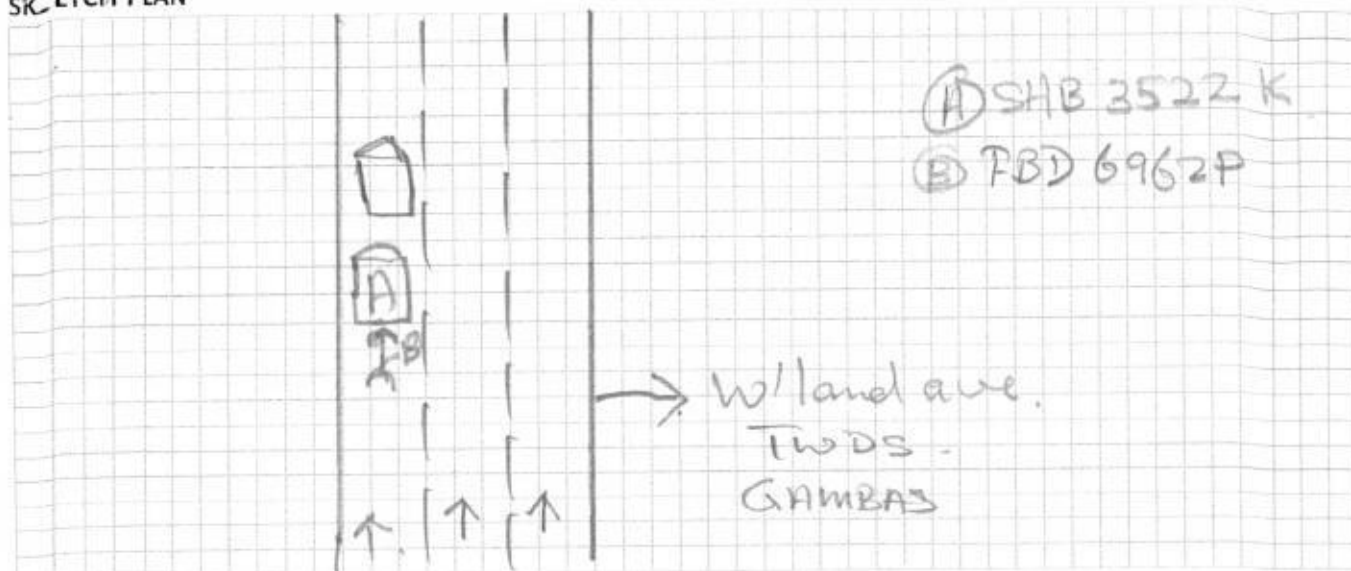 SKETCH PLAN
(A) SHB 3522 K
(B) FBD 6962P
A
B
W'land ave.
TWDS.
GAMBAS